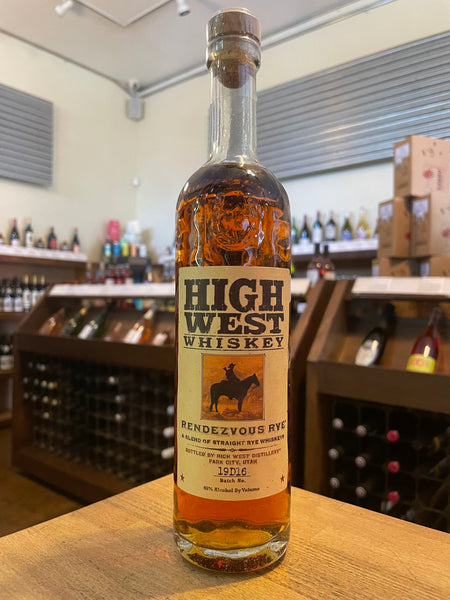 HIGH
WEST
WHISKEY
RENDEZVOUS RYE
A BLEND OF STRAIGHT RYE WHISKEYS
BOTTLED BY HIGH WEST DISTILLERY
PARK CITY, UTAH
19D16
Batch No.
46% Alcohol By Volume